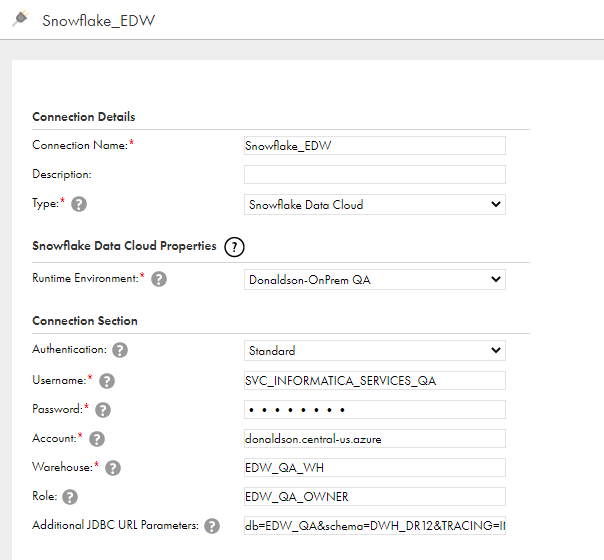 Snowflake_EDW
Connection Details
Connection Name:* Snowflake_EDW
Description:
Type:* ? Snowflake Data Cloud
Snowflake Data Cloud Properties ?
Runtime Environment:* ? Donaldson-OnPrem QA
Connection Section
Authentication: ? Standard
Username:* ? SVC_INFORMATICA_SERVICES_QA
Password:* ? • • • • • • • •
Account:* ? donaldson.central-us.azure
Warehouse:* ? EDW_QA_WH
Role: ? EDW_QA_OWNER
Additional JDBC URL Parameters: ? db=EDW_QA&schema=DWH_DR12&TRACING=